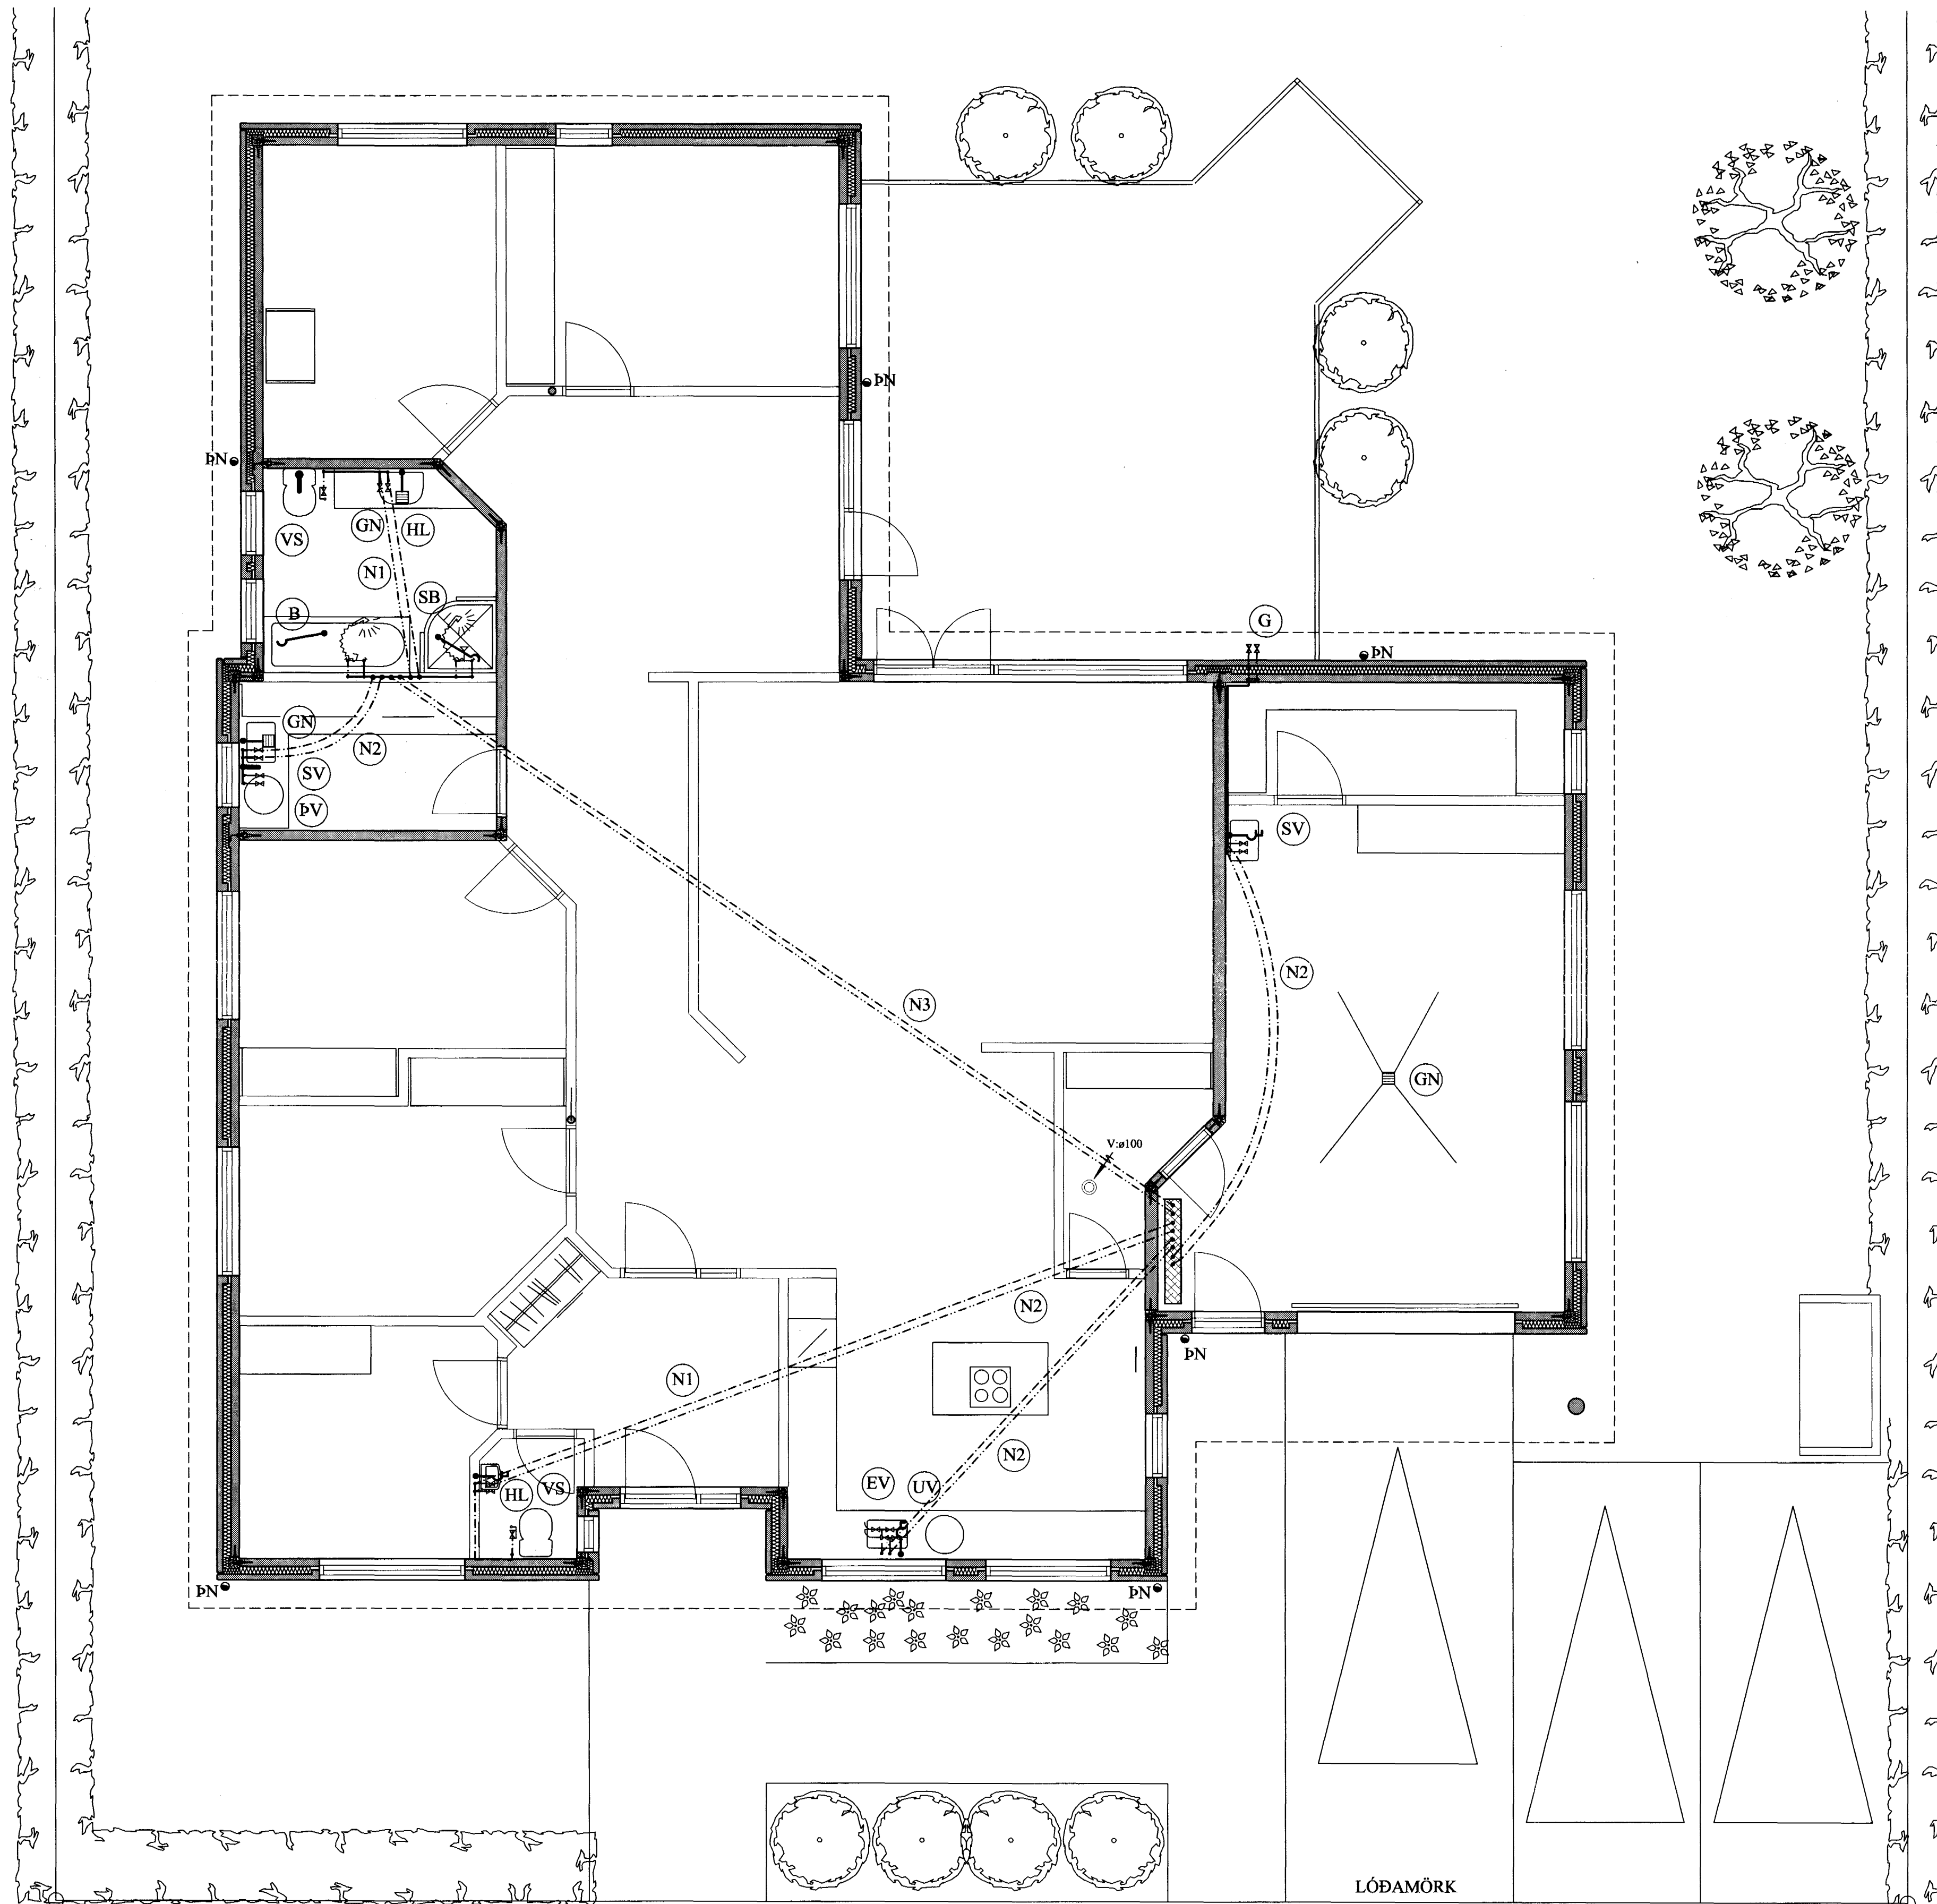 ÞN
ÞN
GN
HL
VS
N1
SB
B
G
ÞN
GN
N2
SV
ÞV
SV
N2
N3
GN
V:ø100
N2
ÞN
N1
N2
EV
UV
HL
VS
ÞN
ÞN
LÓÐAMÖRK